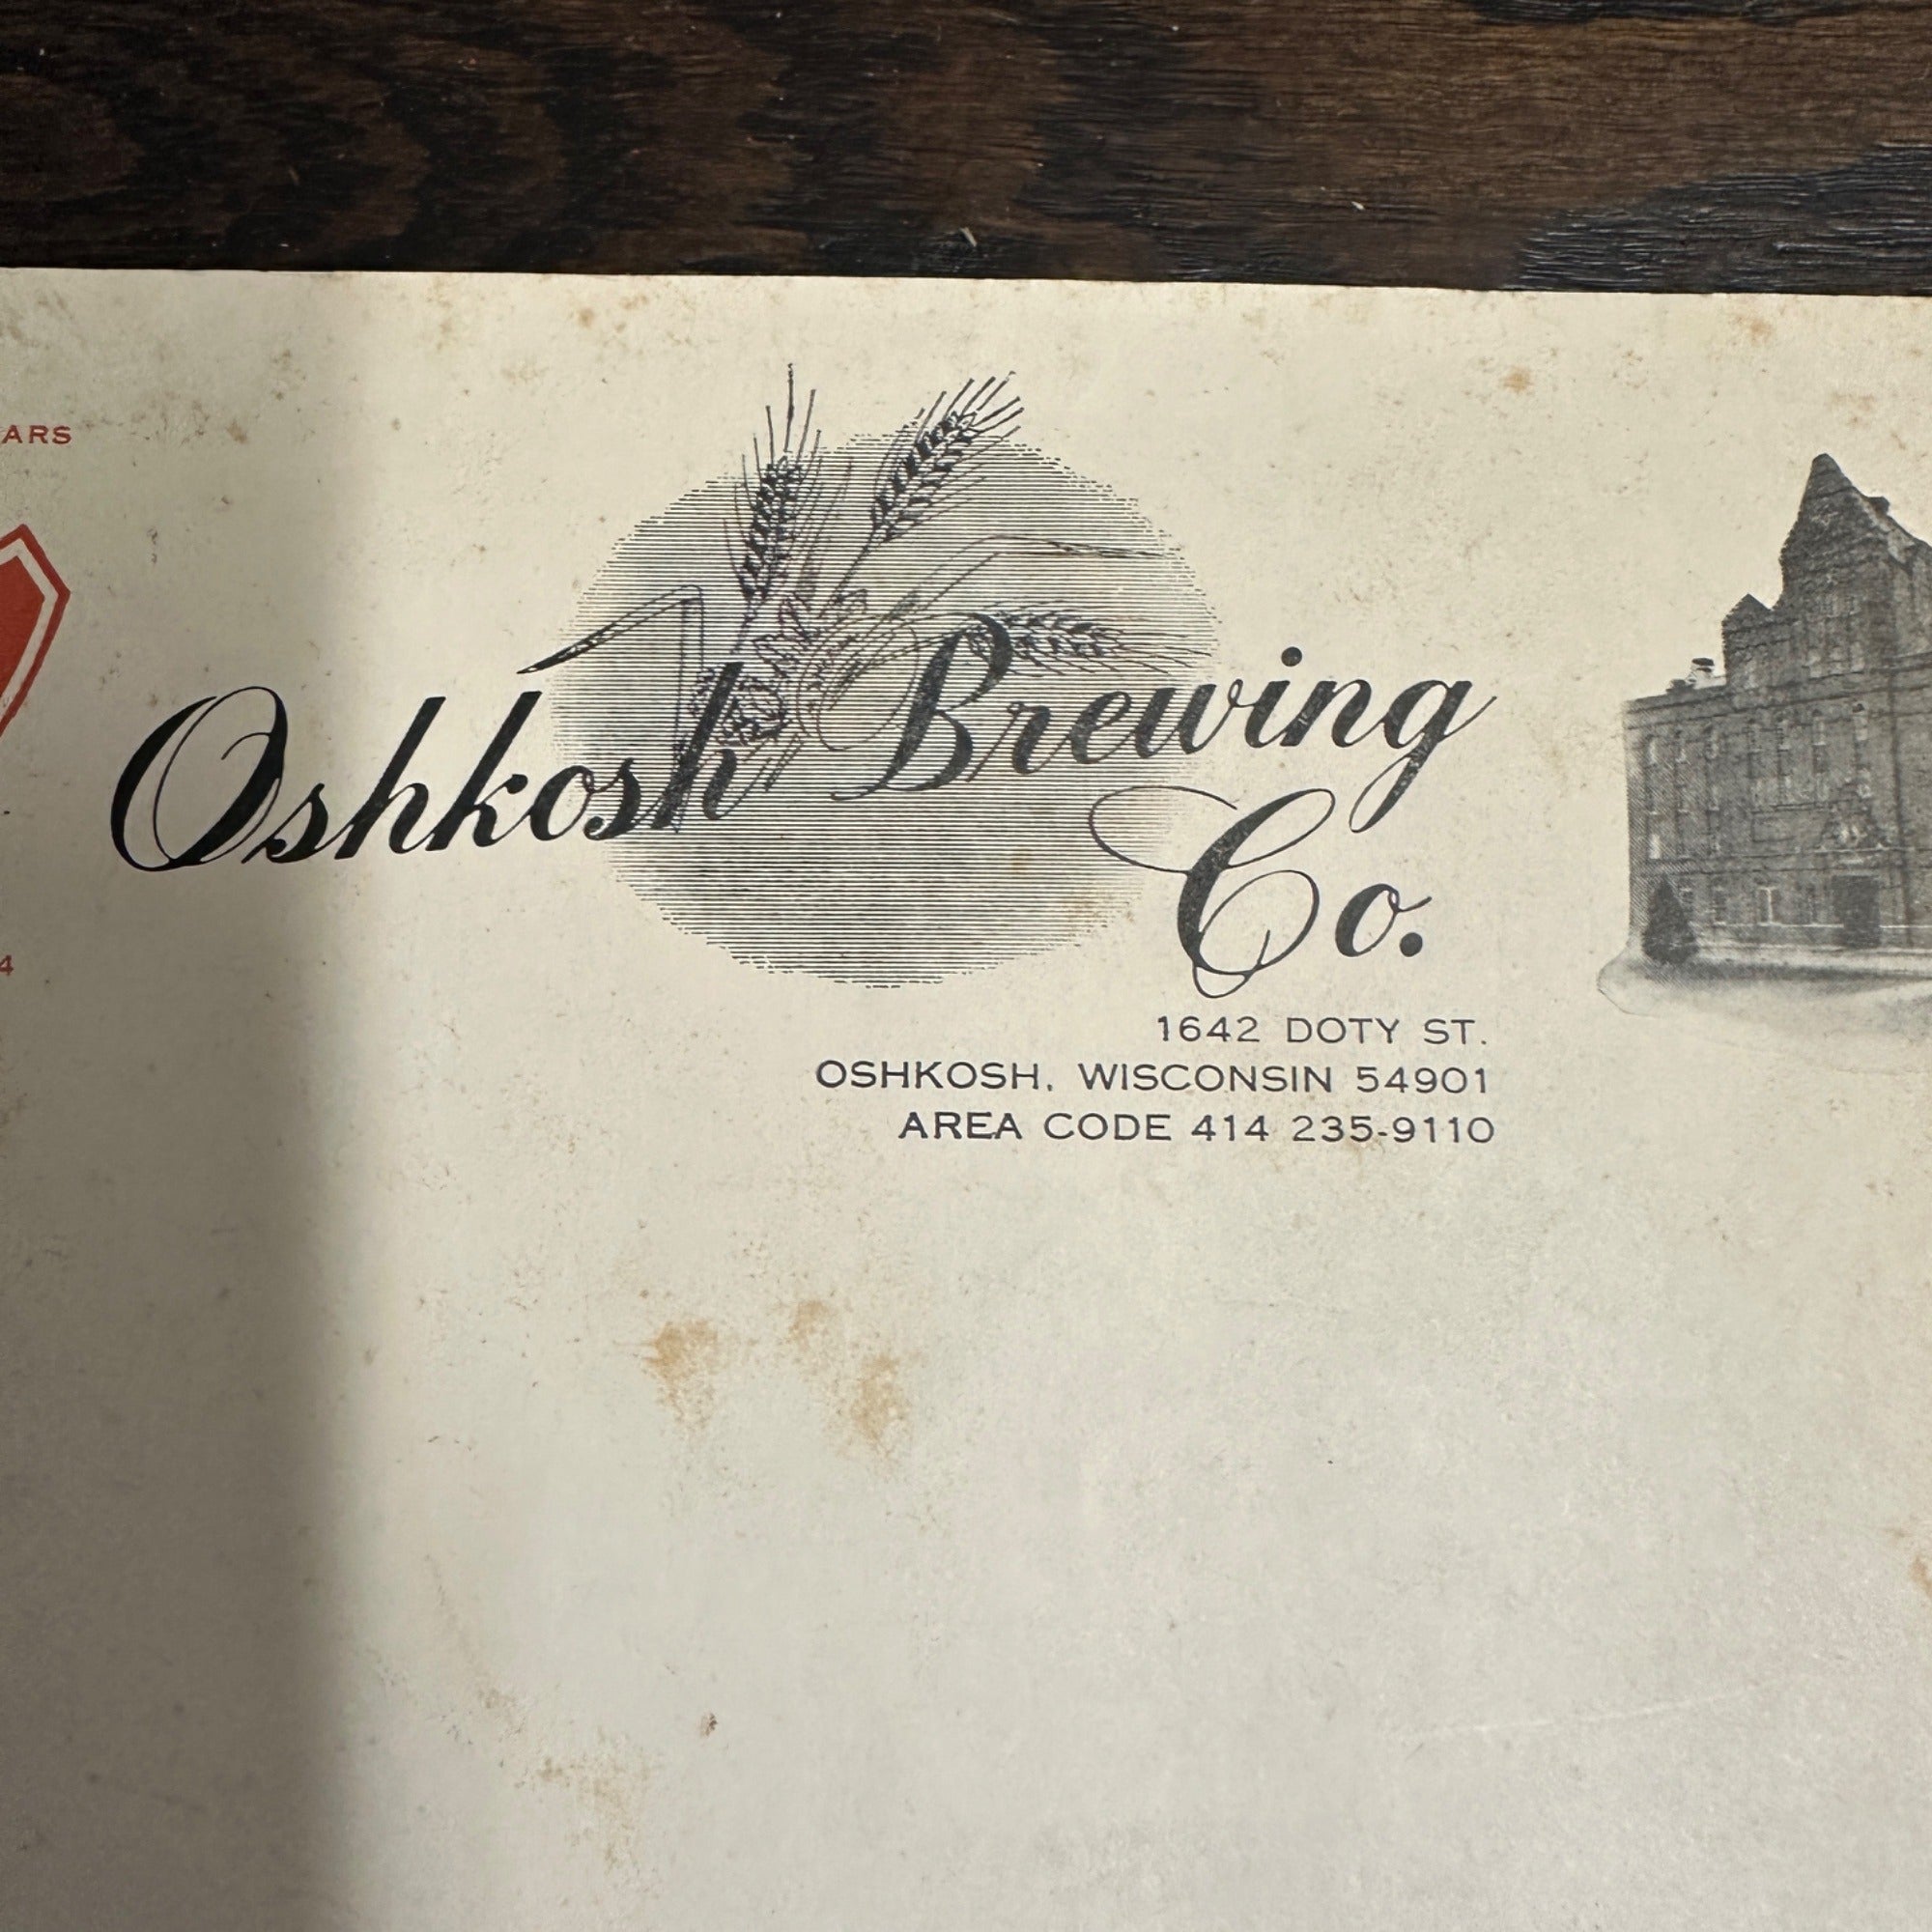 ARS
4
Oshkosh Brewing
Co.
1642 DOTY ST.
OSHKOSH, WISCONSIN 54901
AREA CODE 414 235-9110